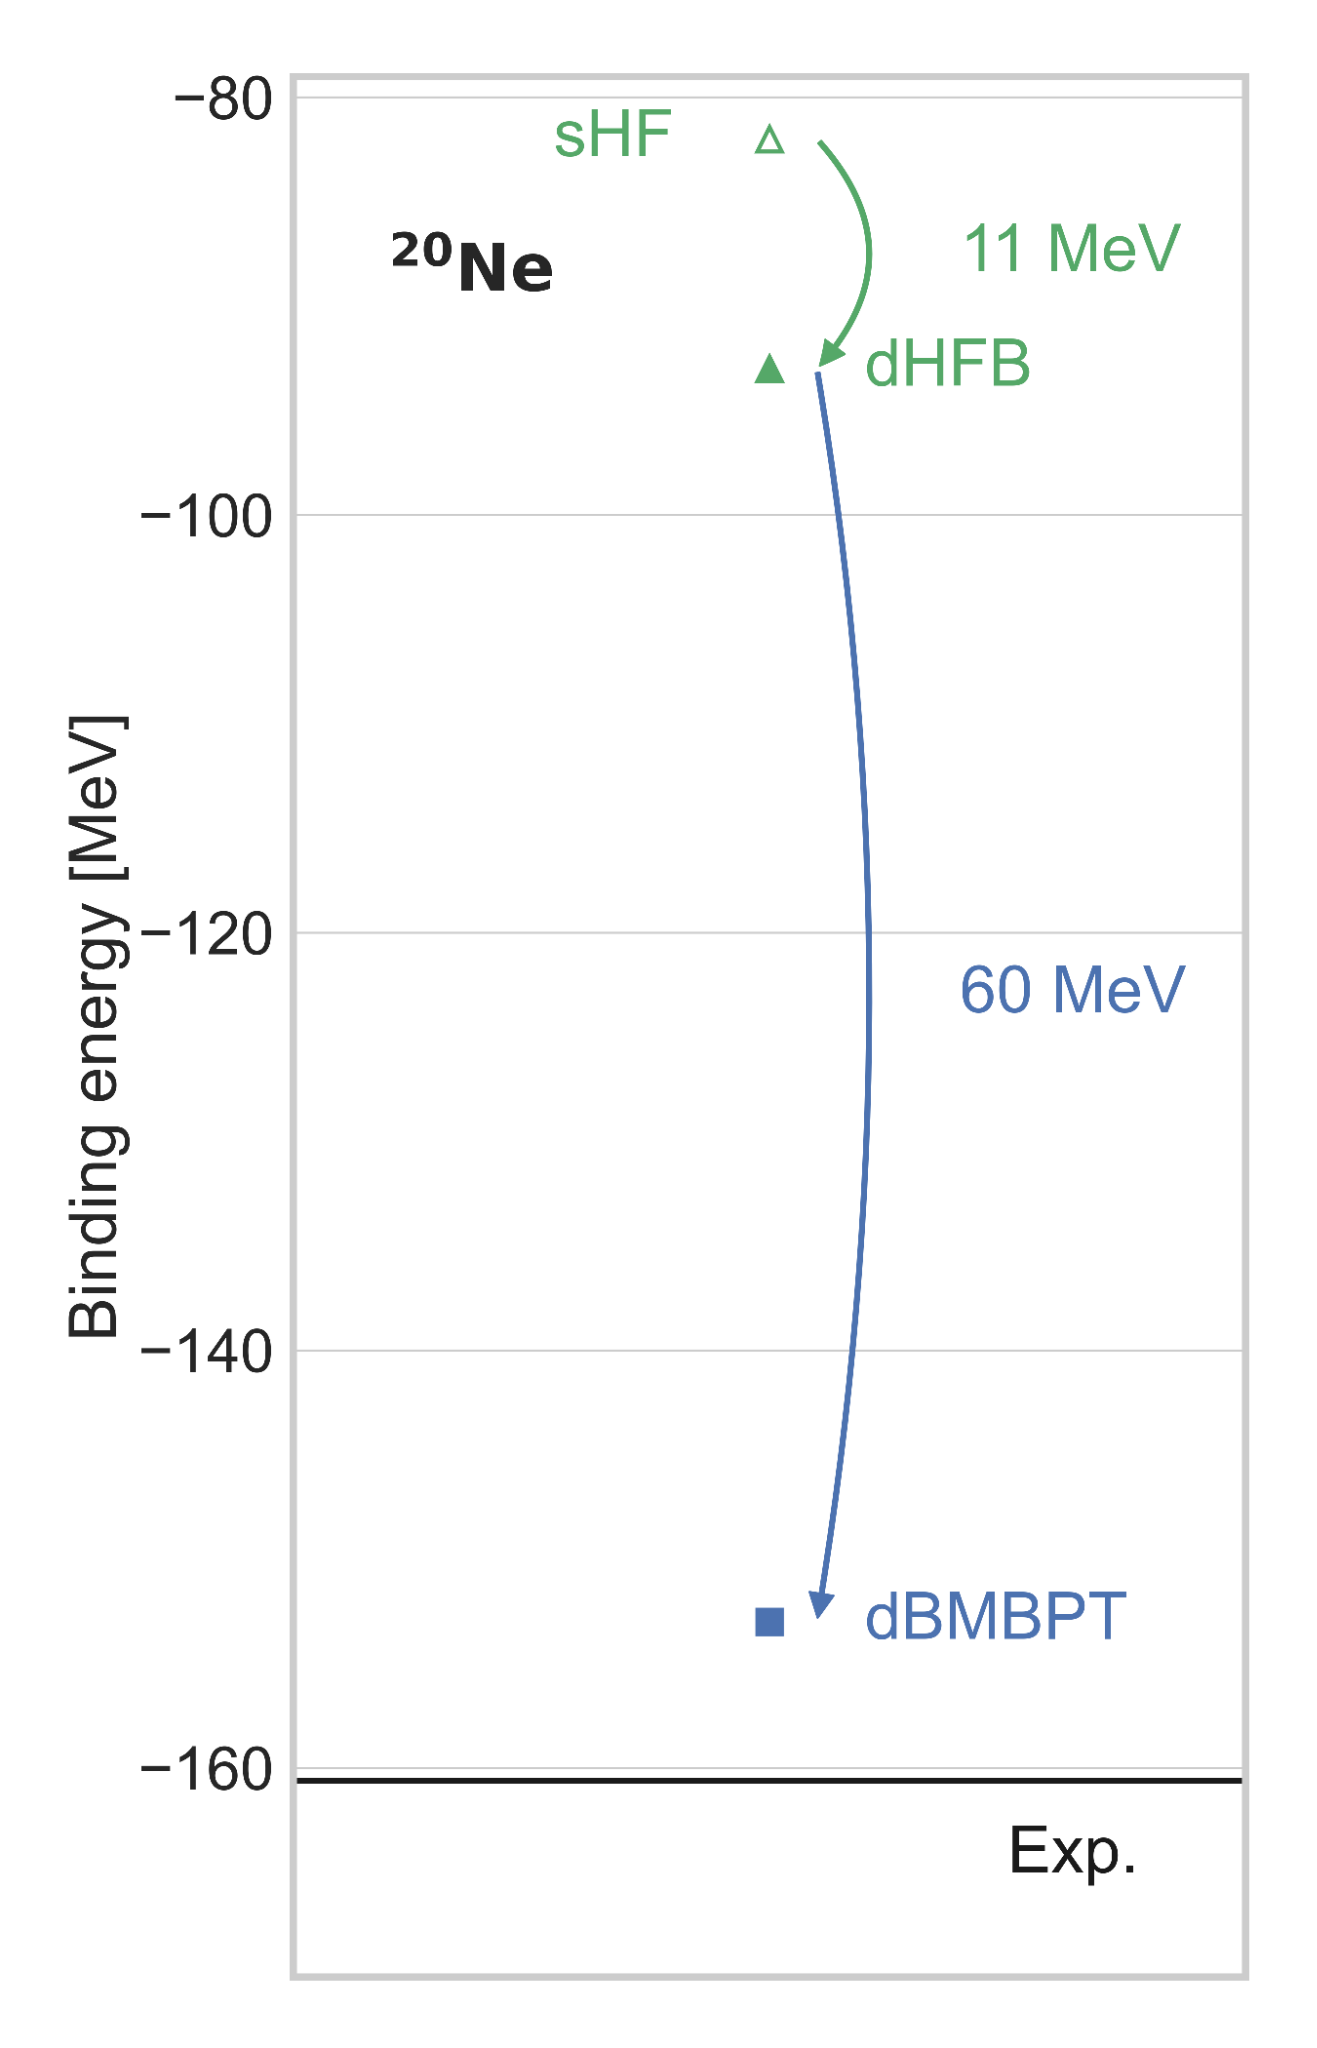 −80
sHF
²⁰Ne
11 MeV
dHFB
−100
Binding energy [MeV]
−120
60 MeV
−140
dBMBPT
−160
Exp.